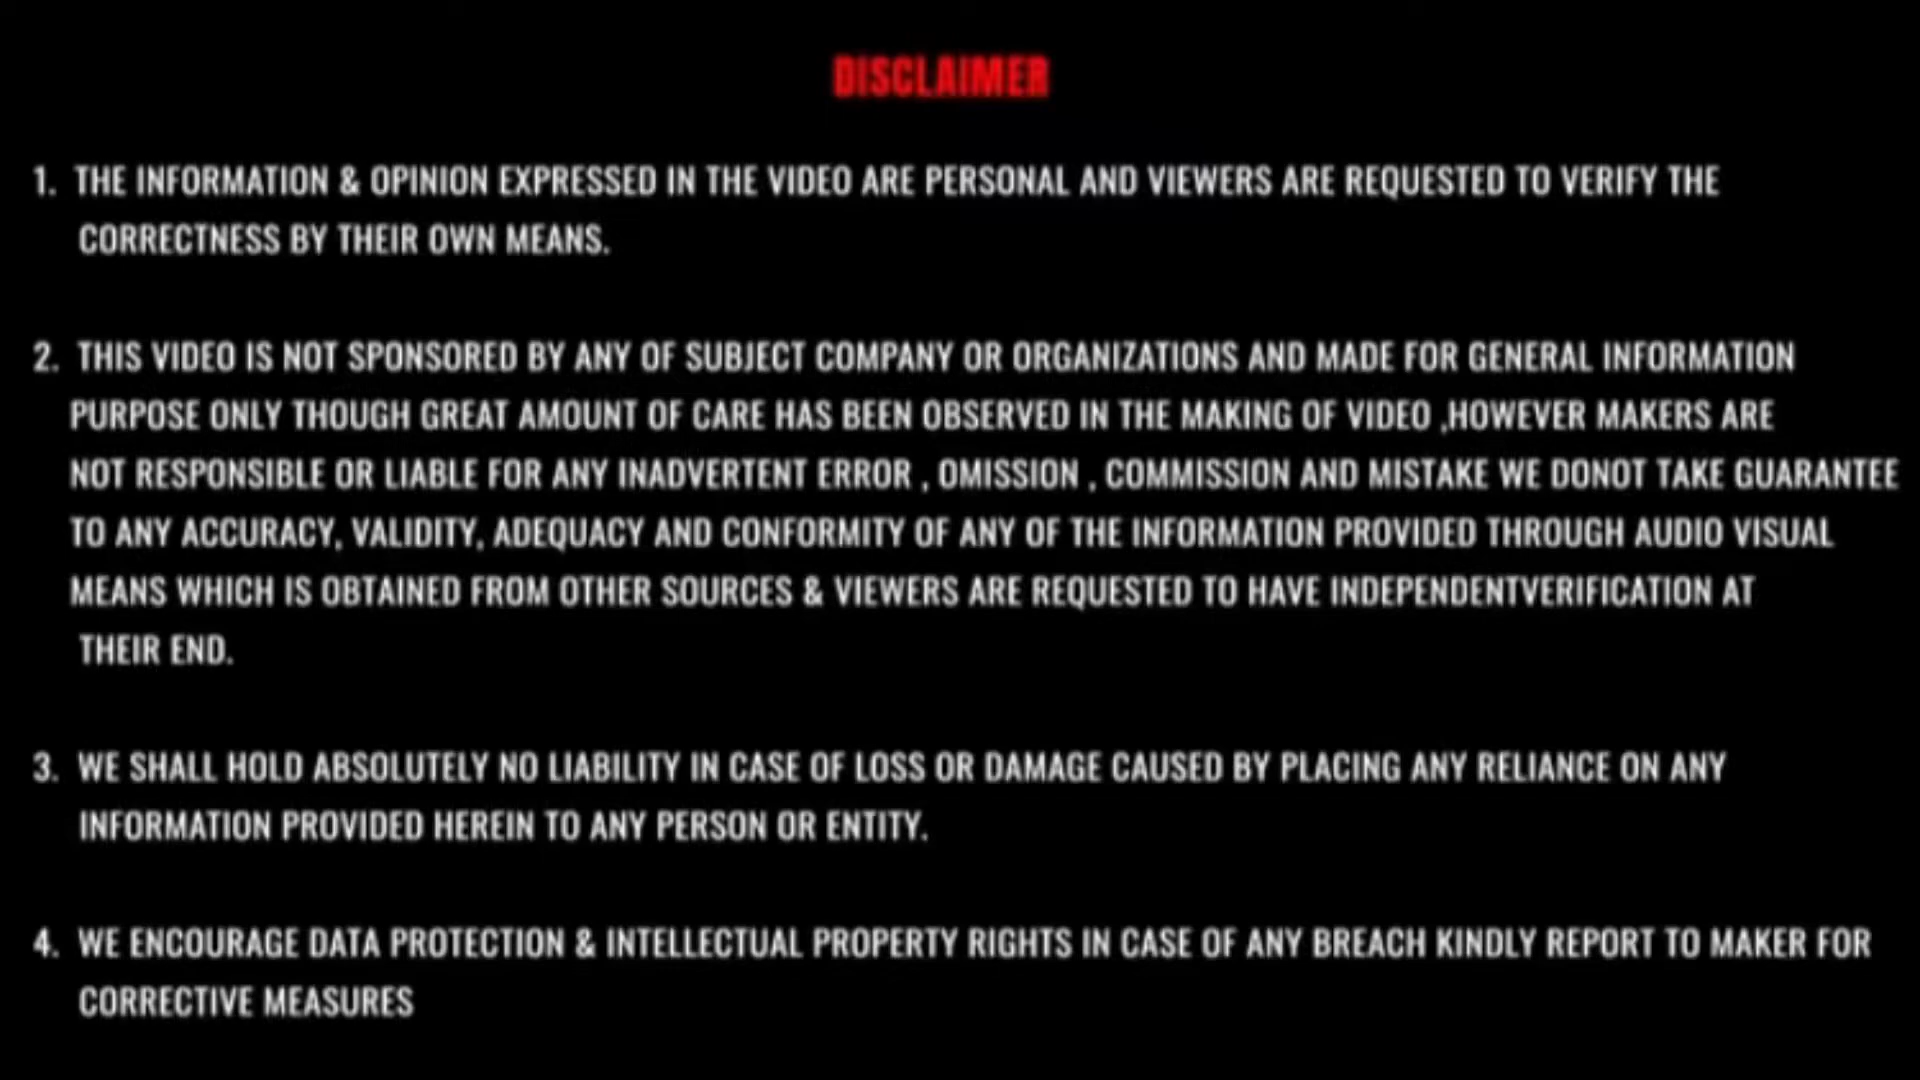 DISCLAIMER
1. THE INFORMATION & OPINION EXPRESSED IN THE VIDEO ARE PERSONAL AND VIEWERS ARE REQUESTED TO VERIFY THE
CORRECTNESS BY THEIR OWN MEANS.
2. THIS VIDEO IS NOT SPONSORED BY ANY OF SUBJECT COMPANY OR ORGANIZATIONS AND MADE FOR GENERAL INFORMATION
PURPOSE ONLY THOUGH GREAT AMOUNT OF CARE HAS BEEN OBSERVED IN THE MAKING OF VIDEO ,HOWEVER MAKERS ARE
NOT RESPONSIBLE OR LIABLE FOR ANY INADVERTENT ERROR , OMISSION , COMMISSION AND MISTAKE WE DONOT TAKE GUARANTEE
TO ANY ACCURACY, VALIDITY, ADEQUACY AND CONFORMITY OF ANY OF THE INFORMATION PROVIDED THROUGH AUDIO VISUAL
MEANS WHICH IS OBTAINED FROM OTHER SOURCES & VIEWERS ARE REQUESTED TO HAVE INDEPENDENTVERIFICATION AT
THEIR END.
3. WE SHALL HOLD ABSOLUTELY NO LIABILITY IN CASE OF LOSS OR DAMAGE CAUSED BY PLACING ANY RELIANCE ON ANY
INFORMATION PROVIDED HEREIN TO ANY PERSON OR ENTITY.
4. WE ENCOURAGE DATA PROTECTION & INTELLECTUAL PROPERTY RIGHTS IN CASE OF ANY BREACH KINDLY REPORT TO MAKER FOR
CORRECTIVE MEASURES